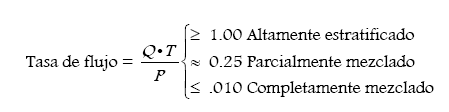 ≥ 1.00 Altamente estratificado
Tasa de flujo = Q•T / P { ≈ 0.25 Parcialmente mezclado
≤ .010 Completamente mezclado